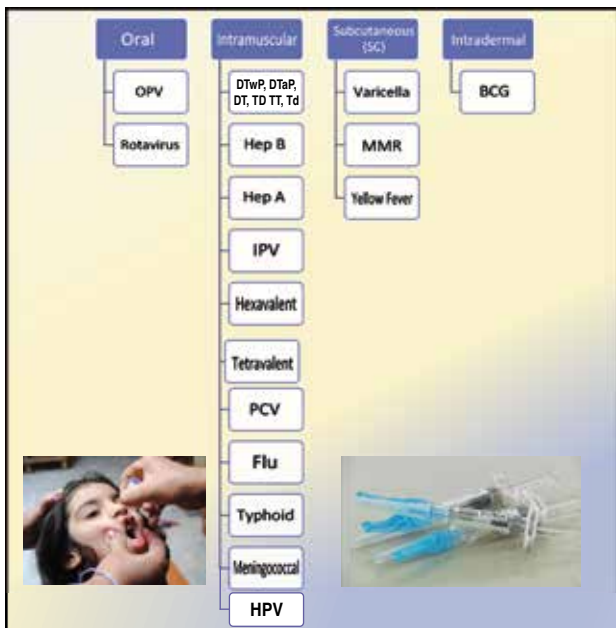 Oral
OPV
Rotavirus
Intramuscular
DTwP, DTaP,
DT, TD TT, Td
Hep B
Hep A
IPV
Hexavalent
Tetravalent
PCV
Flu
Typhoid
Meningococcal
HPV
Subcutaneous
(SC)
Varicella
MMR
Yellow Fever
Intradermal
BCG